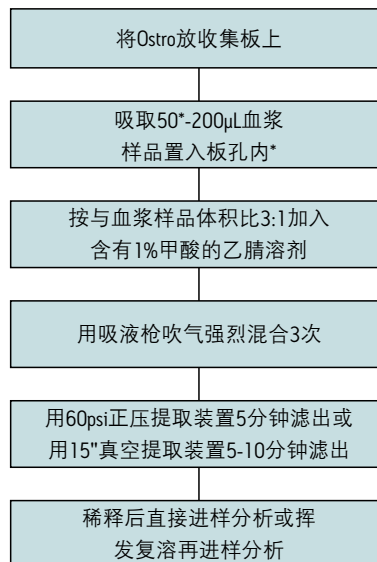 将Ostro放收集板上
吸取50*-200μL血浆
样品置入板孔内*
按与血浆样品体积比3:1加入
含有1%甲酸的乙腈溶剂
用吸液枪吹气强烈混合3次
用60psi正压提取装置5分钟滤出或
用15"真空提取装置5-10分钟滤出
稀释后直接进样分析或挥
发复溶再进样分析